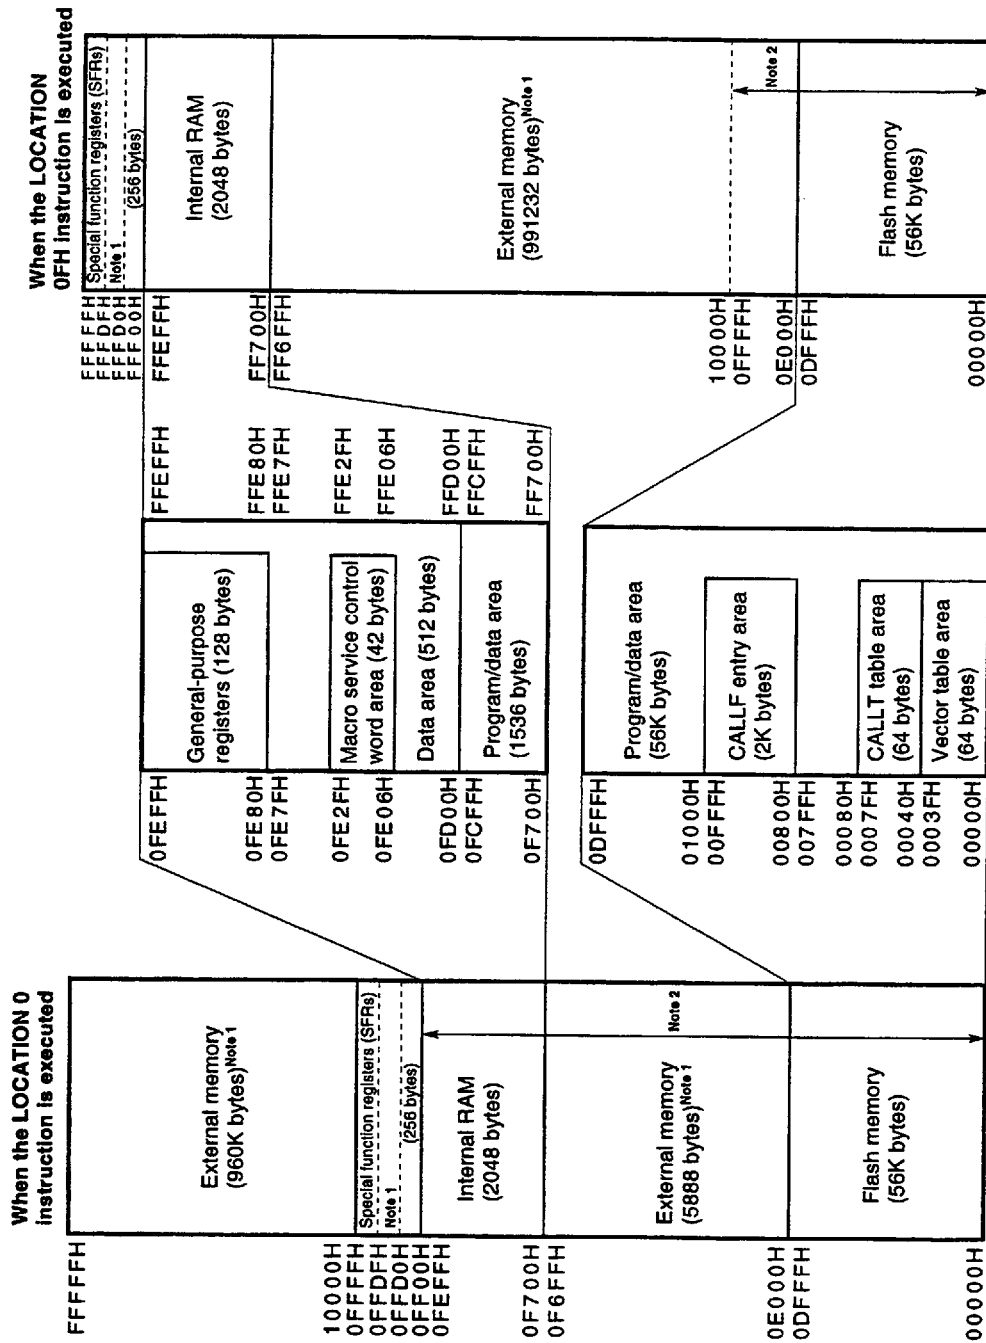 When the LOCATION 0
instruction is executed
FFFFFH
10000H
0FFFFH
0FFDFH
0FFD0H
0FF00H
0FEFFH
0F700H
0F6FFH
0E000H
0DFFFH
00000H
External memory
(960K bytes)Note 1
Special function registers (SFRs)
Note 1
(256 bytes)
Internal RAM
(2048 bytes)
External memory
(5888 bytes)Note 1
Note 2
Flash memory
(56K bytes)
0FEFFH
0FE80H
0FE7FH
0FE2FH
0FE06H
0FD00H
0FCFFH
0F700H
General-purpose
registers (128 bytes)
Macro service control
word area (42 bytes)
Data area (512 bytes)
Program/data area
(1536 bytes)
FFEFFH
FFE80H
FFE7FH
FFE2FH
FFE06H
FFD00H
FFCFFH
FF700H
0DFFFH
01000H
00FFFH
00800H
007FFH
00080H
0007FH
00040H
0003FH
00000H
Program/data area
(56K bytes)
CALLF entry area
(2K bytes)
CALLT table area
(64 bytes)
Vector table area
(64 bytes)
When the LOCATION
0FH instruction is executed
FFFFFH
FFFDFH
FFFD0H
FFF00H
FFEFFH
FF700H
FF6FFH
10000H
0FFFFH
0E000H
0DFFFH
00000H
Special function registers (SFRs)
Note 1
(256 bytes)
Internal RAM
(2048 bytes)
External memory
(991232 bytes)Note 1
Note 2
Flash memory
(56K bytes)